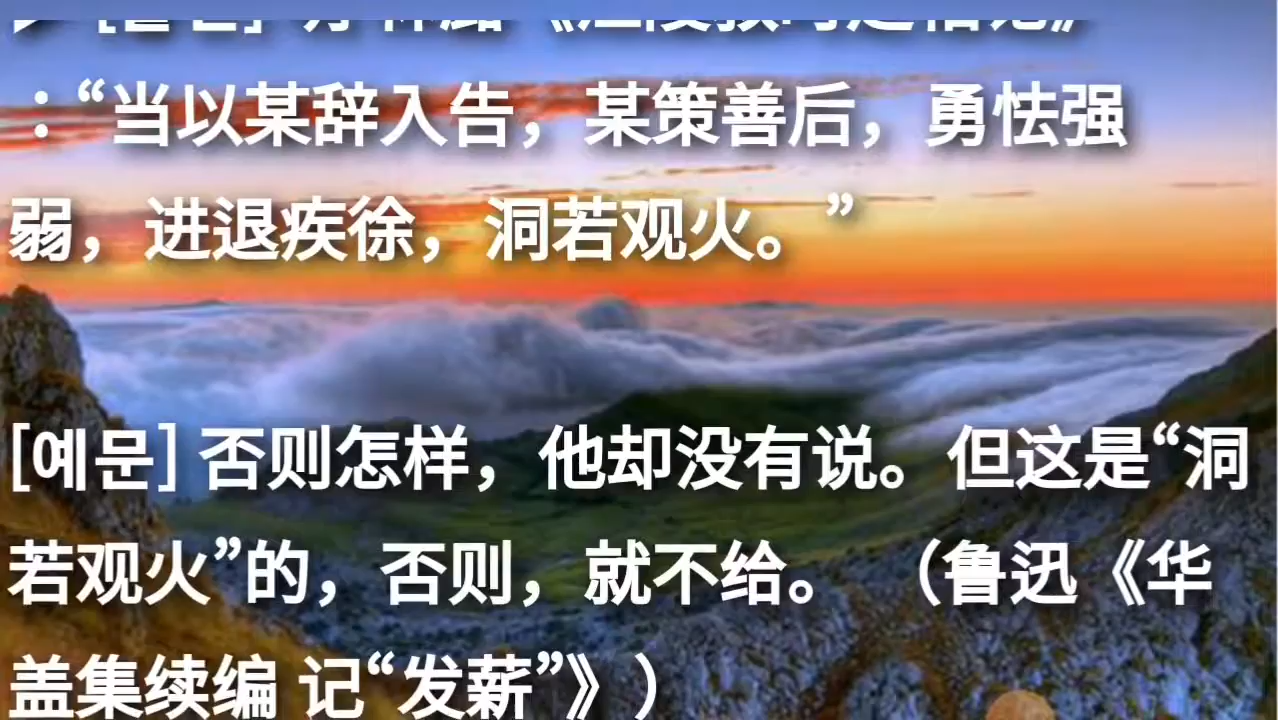 ：“当以某辞入告，某策善后，勇怯强
弱，进退疾徐，洞若观火。”
[예문] 否则怎样，他却没有说。但这是“洞
若观火”的，否则，就不给。 （鲁迅《华
盖集续编 记“发薪”》）